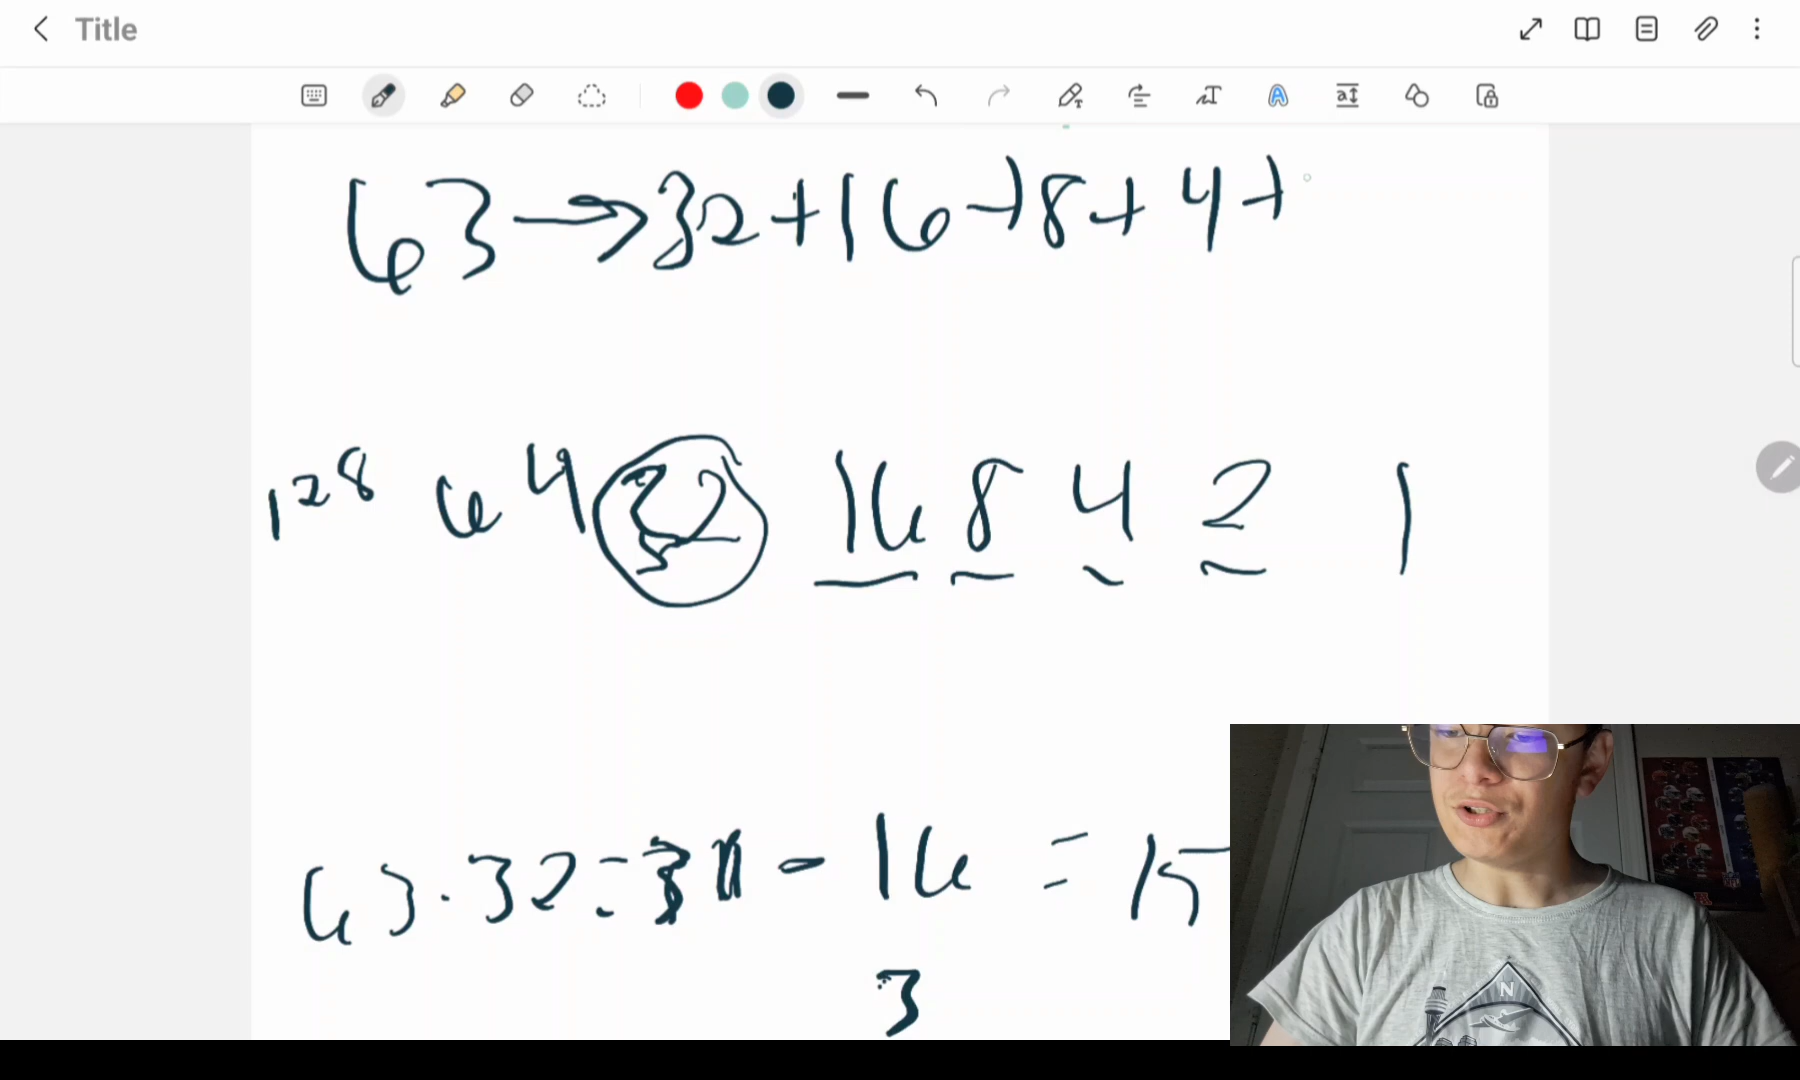 Title
63 → 32 + 16 + 8 + 4 +
128 64 32 16 8 4 2 1
63 - 32 = 31 - 16 = 15
3
N